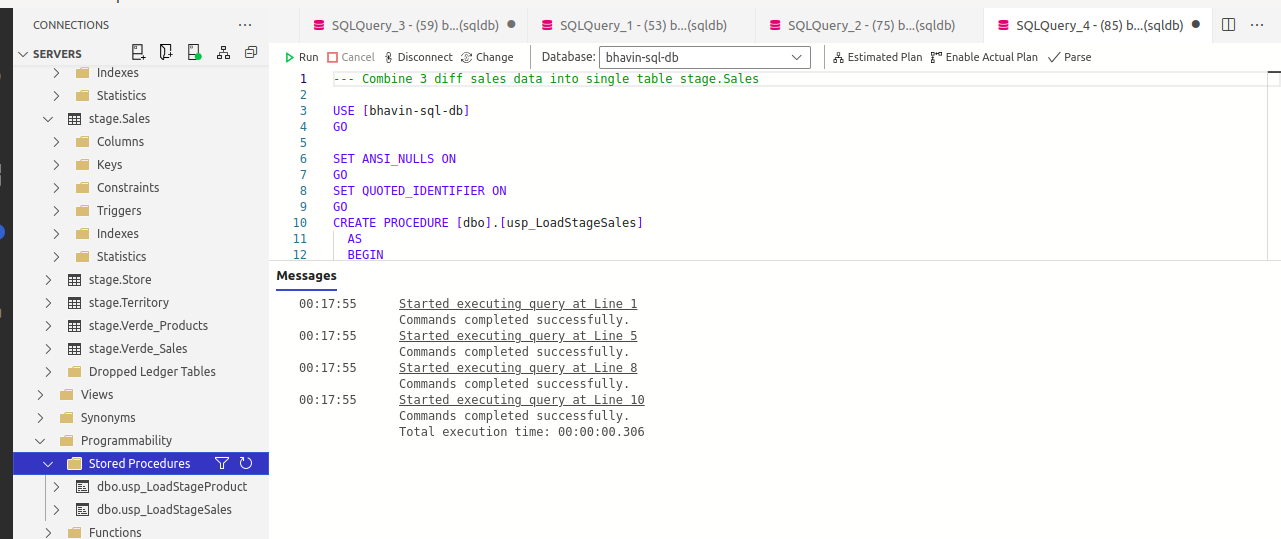 CONNECTIONS ···
SERVERS
Indexes
Statistics
stage.Sales
Columns
Keys
Constraints
Triggers
Indexes
Statistics
stage.Store
stage.Territory
stage.Verde_Products
stage.Verde_Sales
Dropped Ledger Tables
Views
Synonyms
Programmability
Stored Procedures
dbo.usp_LoadStageProduct
dbo.usp_LoadStageSales
Functions
SQLQuery_3 - (59) b...(sqldb) SQLQuery_1 - (53) b...(sqldb) SQLQuery_2 - (75) b...(sqldb) SQLQuery_4 - (85) b...(sqldb) ···
Run Cancel Disconnect Change Database: bhavin-sql-db Estimated Plan Enable Actual Plan Parse
1 --- Combine 3 diff sales data into single table stage.Sales
2
3 USE [bhavin-sql-db]
4 GO
5
6 SET ANSI_NULLS ON
7 GO
8 SET QUOTED_IDENTIFIER ON
9 GO
10 CREATE PROCEDURE [dbo].[usp_LoadStageSales]
11 AS
12 BEGIN
Messages
00:17:55 Started executing query at Line 1
Commands completed successfully.
00:17:55 Started executing query at Line 5
Commands completed successfully.
00:17:55 Started executing query at Line 8
Commands completed successfully.
00:17:55 Started executing query at Line 10
Commands completed successfully.
Total execution time: 00:00:00.306